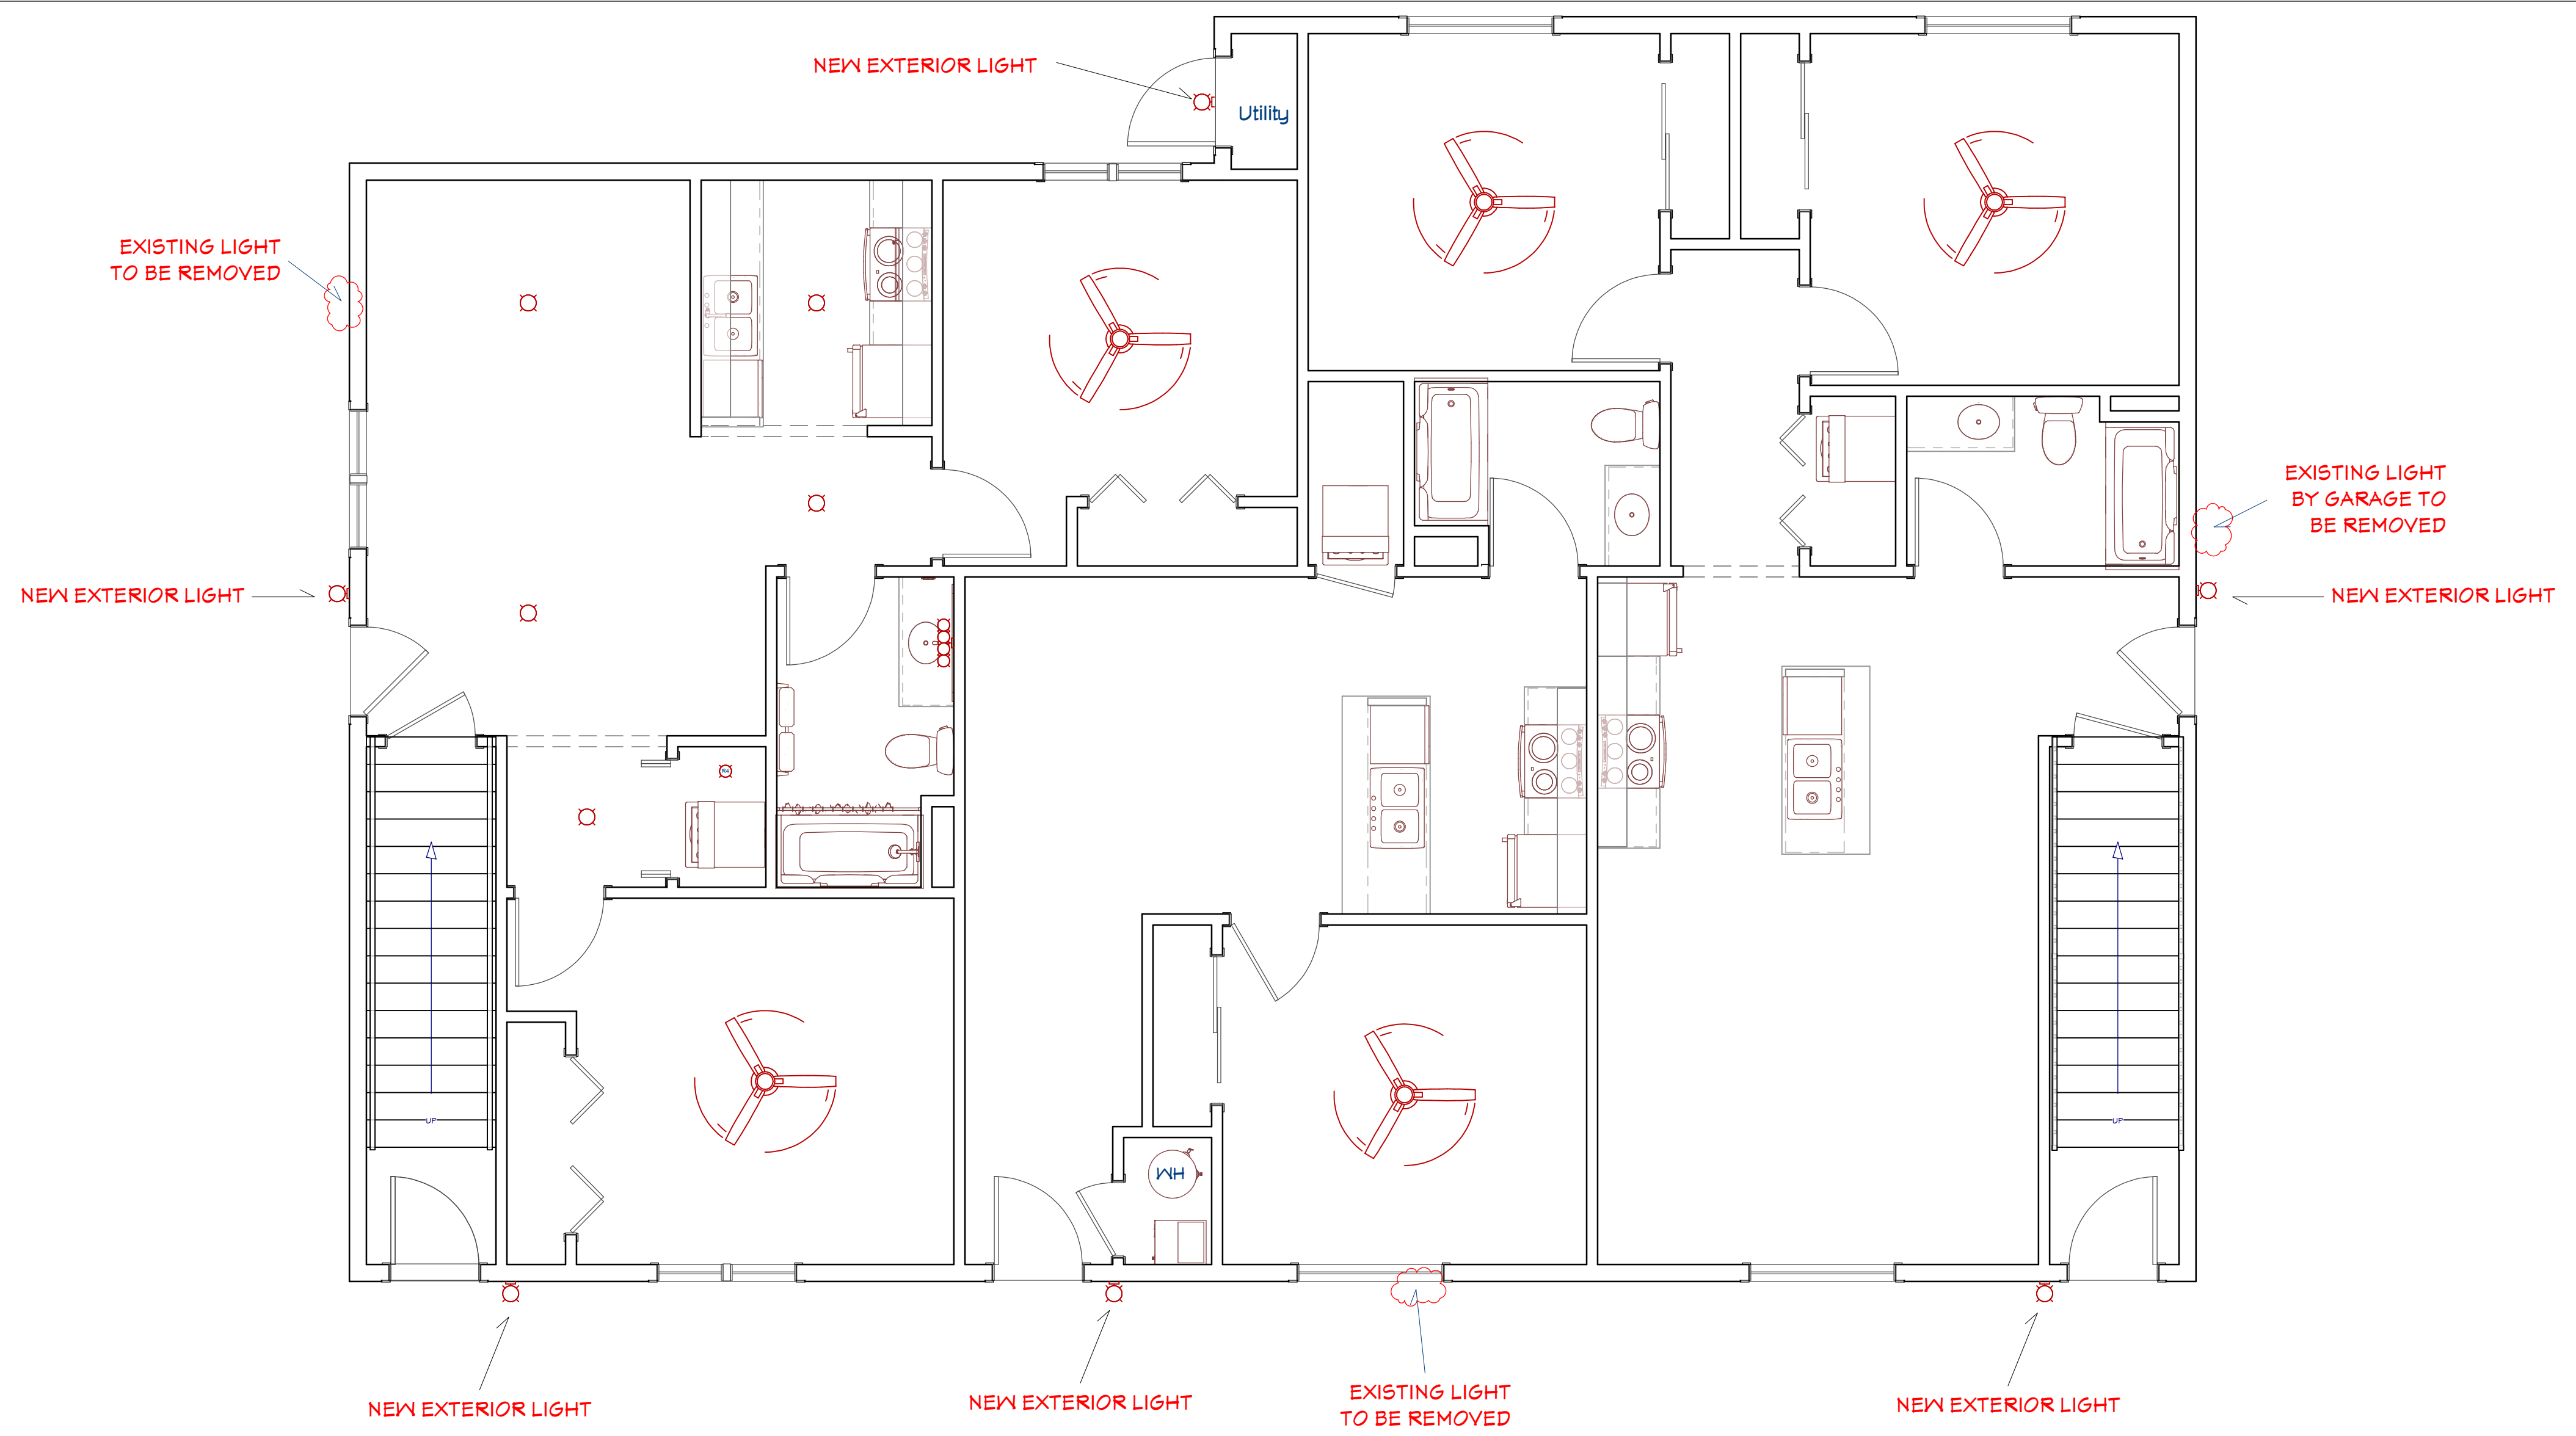 NEW EXTERIOR LIGHT
Utility
EXISTING LIGHT
TO BE REMOVED
EXISTING LIGHT
BY GARAGE TO
BE REMOVED
NEW EXTERIOR LIGHT
NEW EXTERIOR LIGHT
UP
UP
WH
EXISTING LIGHT
TO BE REMOVED
NEW EXTERIOR LIGHT
NEW EXTERIOR LIGHT
NEW EXTERIOR LIGHT